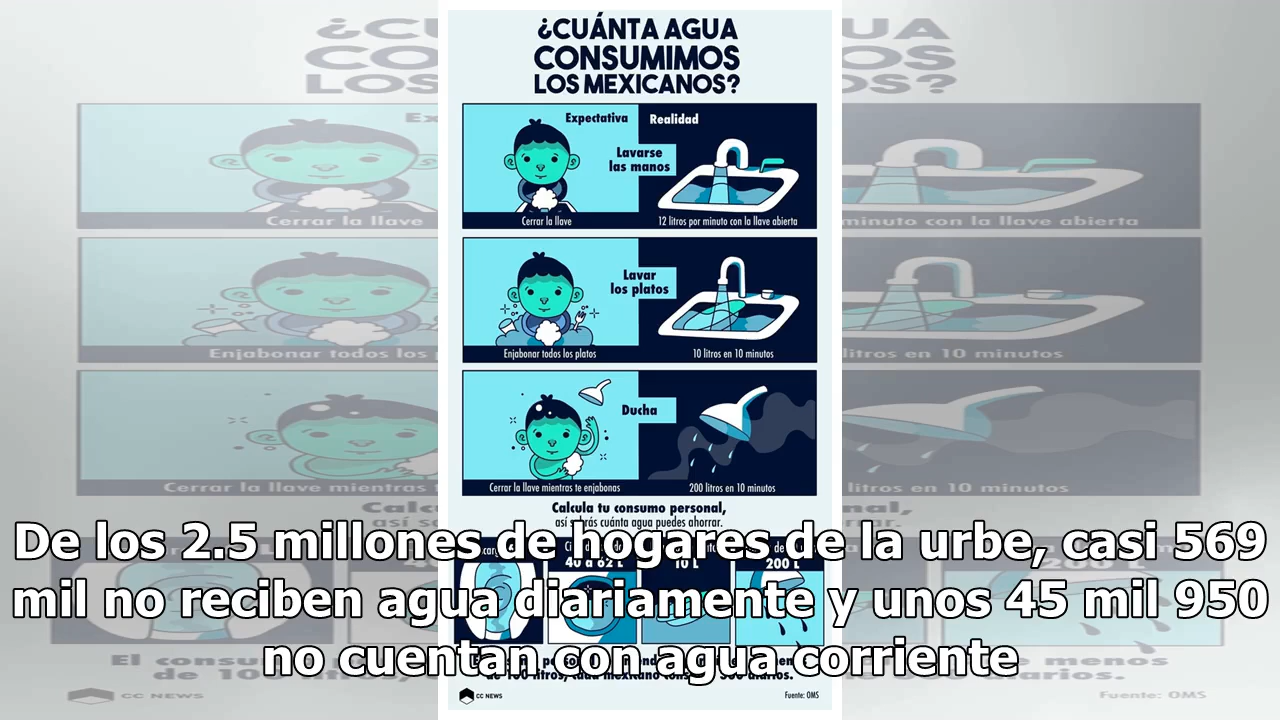 ¿CUÁNTA AGUA
CONSUMIMOS
LOS MEXICANOS?
Expectativa
Realidad
Lavarse
las manos
Cerrar la llave
12 litros por minuto con la llave abierta
Lavar
los platos
Enjabonar todos los platos
10 litros en 10 minutos
Ducha
Cerrar la llave mientras te enjabonas
200 litros en 10 minutos
Calcula tu consumo personal,
así sabrás cuánta agua puedes ahorrar.
40 a 62 L
10 L
200 L
De los 2.5 millones de hogares de la urbe, casi 569
mil no reciben agua diariamente y unos 45 mil 950
no cuentan con agua corriente
CC NEWS
Fuente: OMS